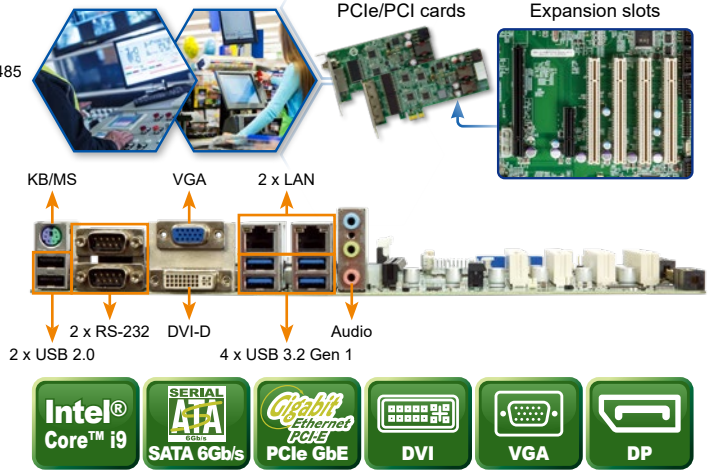 PCIe/PCI cards
Expansion slots
485
KB/MS
VGA
2 x LAN
2 x RS-232
DVI-D
Audio
2 x USB 2.0
4 x USB 3.2 Gen 1
Intel®
Core™ i9
SERIAL
ATA
6Gb/s
SATA 6Gb/s
Gigabit
Ethernet
PCI-E
PCIe GbE
DVI
VGA
DP